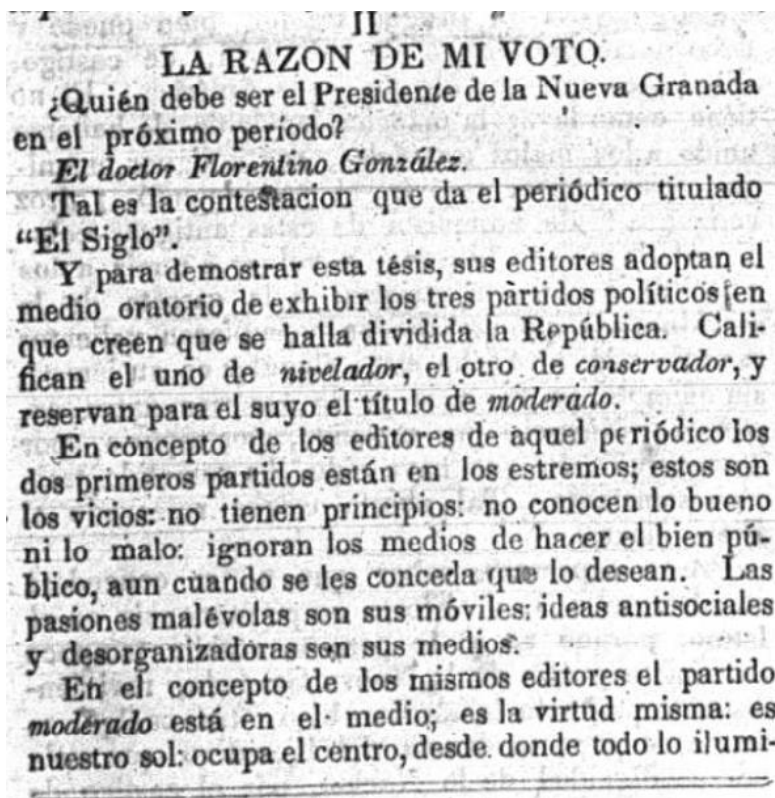 II
LA RAZON DE MI VOTO.
¿Quién debe ser el Presidente de la Nueva Granada
en el próximo periodo?
El doctor Florentino González.
Tal es la contestacion que da el periódico titulado
“El Siglo”.
Y para demostrar esta tésis, sus editores adoptan el
medio oratorio de exhibir los tres pàrtidos políticos en
que creen que se halla dividida la República. Cali-
fican el uno de nivelador, el otro de conservador, y
reservan para el suyo el título de moderado.
En concepto de los editores de aquel periódico los
dos primeros partidos están en los estremos; estos son
los vicios: no tienen principios: no conocen lo bueno
ni lo malo: ignoran los medios de hacer el bien pú-
blico, aun cuando se les conceda que lo desean. Las
pasiones malévolas son sus móviles: ideas antisociales
y desorganizadoras son sus medios.
En el concepto de los mismos editores el partido
moderado está en el medio; es la virtud misma: es
nuestro sol: ocupa el centro, desde donde todo lo ilumi-